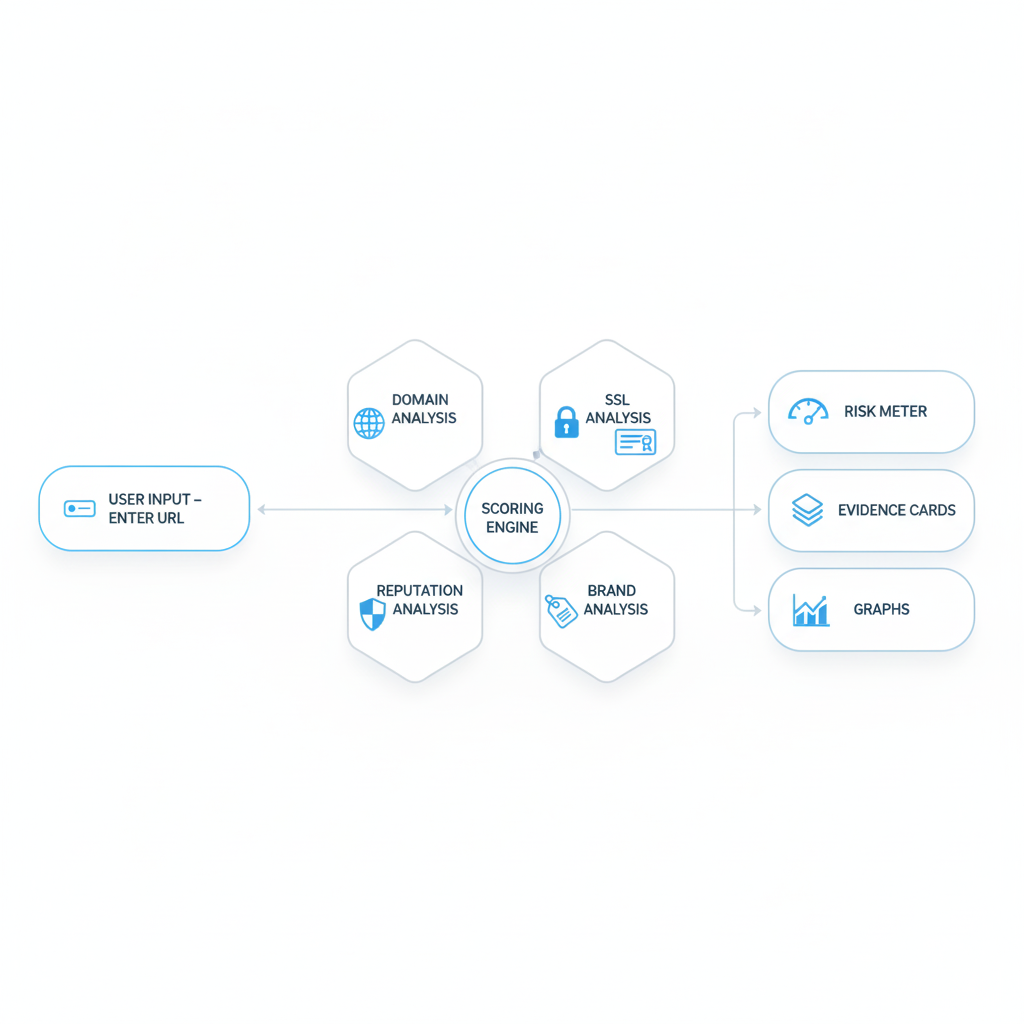 USER INPUT –
ENTER URL
DOMAIN
ANALYSIS
SSL
ANALYSIS
SCORING
ENGINE
REPUTATION
ANALYSIS
BRAND
ANALYSIS
RISK METER
EVIDENCE CARDS
GRAPHS